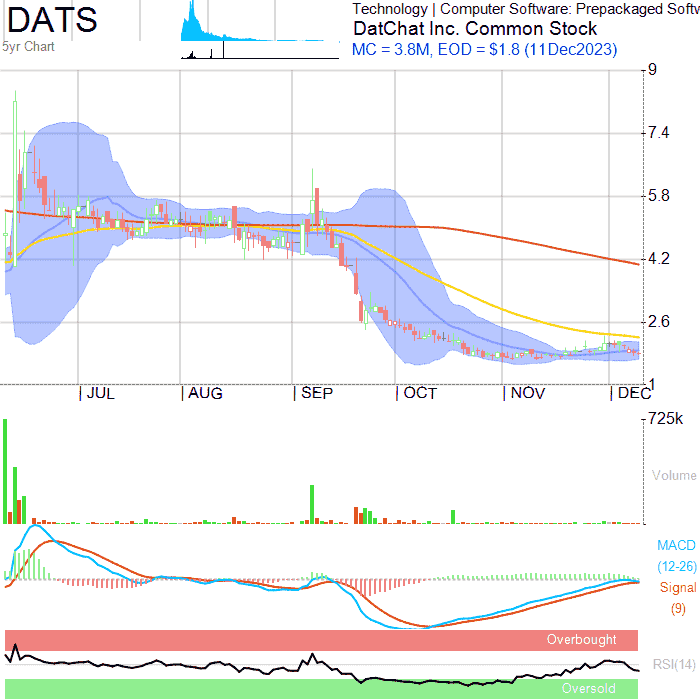 DATS
5yr Chart
Technology | Computer Software: Prepackaged Softw
DatChat Inc. Common Stock
MC = 3.8M, EOD = $1.8 (11Dec2023)
9
7.4
5.8
4.2
2.6
1
JUL AUG SEP OCT NOV DEC
725k
Volume
MACD
(12-26)
Signal
(9)
Overbought
RSI(14)
Oversold